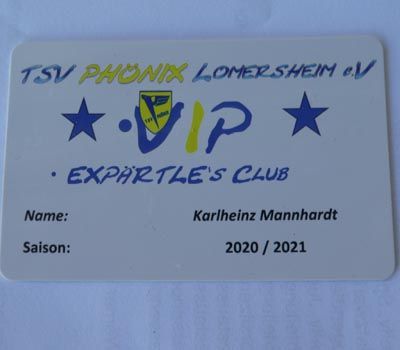 TSV PHÖNIX LOMERSHEIM e.V
• VIP
• EXPÄRTLE'S CLUB
Name: Karlheinz Mannhardt
Saison: 2020 / 2021